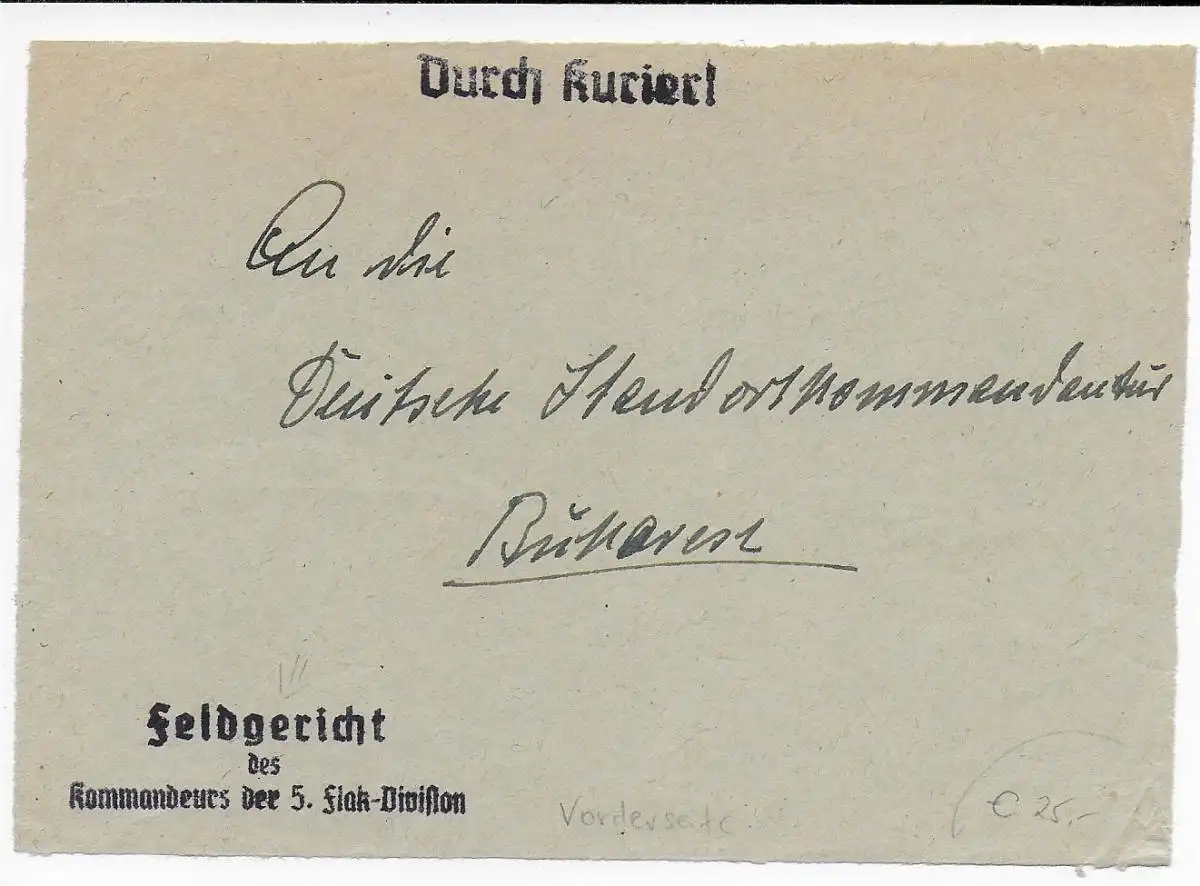 Durch Kurier!
An die
Deutsche Standortkommandantur
Bukarest
Feldgericht
des
Kommandeurs der 5. Flak-Division
Vorderseite
€ 25,-